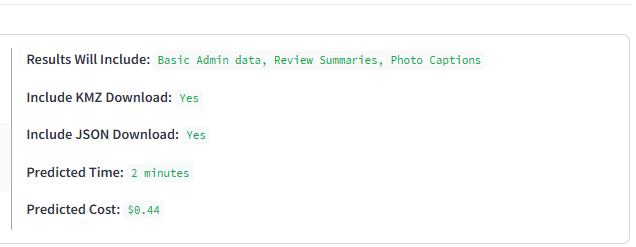 Results Will Include: Basic Admin data, Review Summaries, Photo Captions
Include KMZ Download: Yes
Include JSON Download: Yes
Predicted Time: 2 minutes
Predicted Cost: $0.44